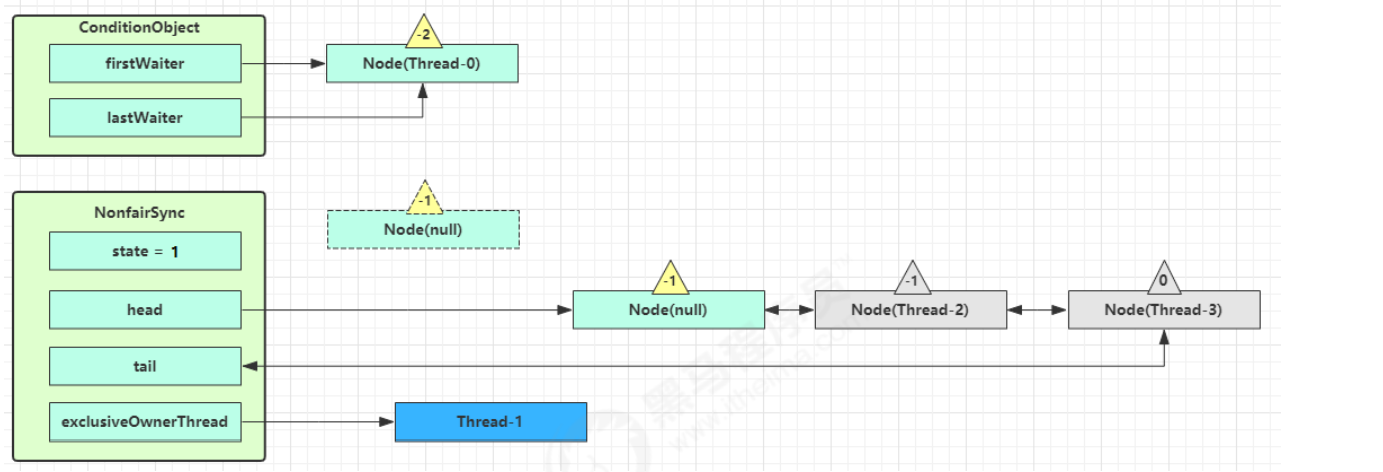 ConditionObject
firstWaiter
lastWaiter
-2
Node(Thread-0)
NonfairSync
state = 1
head
tail
exclusiveOwnerThread
-1
Node(null)
-1
Node(null)
-1
Node(Thread-2)
0
Node(Thread-3)
Thread-1
黑马程序员
www.itheima.com